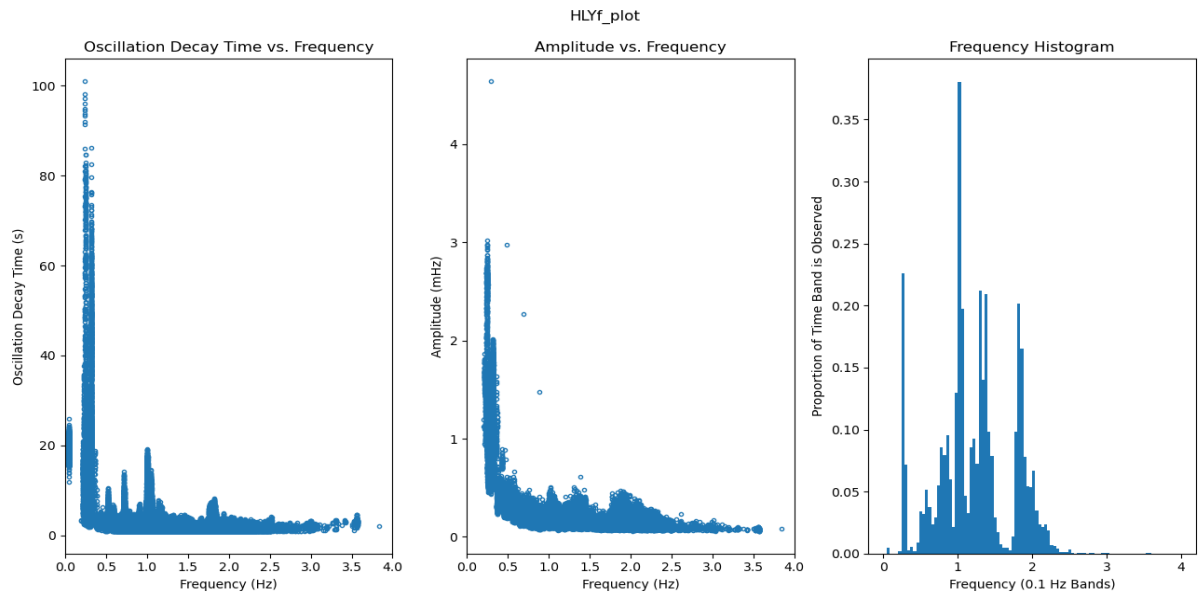 HLYf_plot
Oscillation Decay Time vs. Frequency
Amplitude vs. Frequency
Frequency Histogram
Oscillation Decay Time (s)
100
80
60
40
20
0
0.0 0.5 1.0 1.5 2.0 2.5 3.0 3.5 4.0
Frequency (Hz)
Amplitude (mHz)
4
3
2
1
0
0.0 0.5 1.0 1.5 2.0 2.5 3.0 3.5 4.0
Frequency (Hz)
Proportion of Time Band is Observed
0.35
0.30
0.25
0.20
0.15
0.10
0.05
0.00
0 1 2 3 4
Frequency (0.1 Hz Bands)